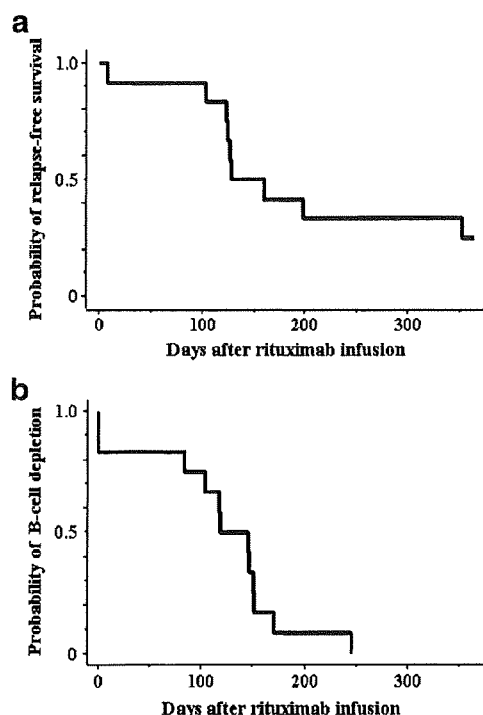 a
Probability of relapse-free survival
1.0
0.5
0
0 100 200 300
Days after rituximab infusion
b
Probability of B-cell depletion
1.0
0.5
0
0 100 200 300
Days after rituximab infusion